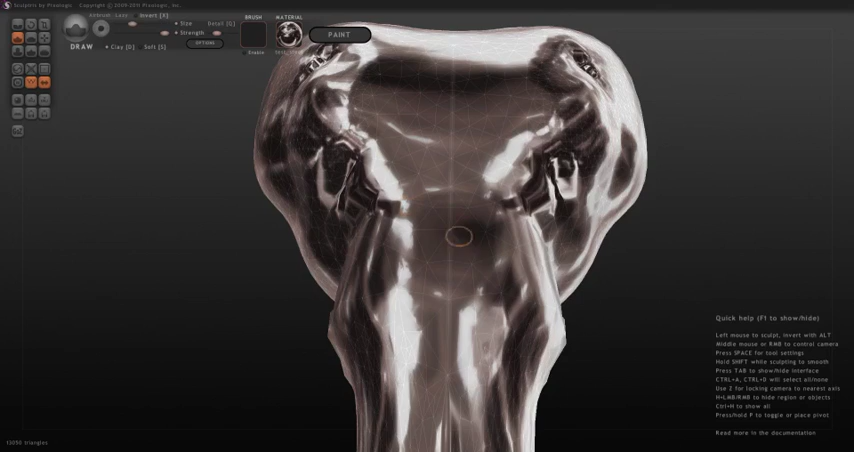 Sculptris by Pixologic Copyright (c) 2009-2011 Pixologic, Inc.
Airbrush Lazy Invert [X]
Size Detail [Q]
Strength
DRAW
Clay [D] Soft [S]
OPTIONS
BRUSH
Enable
MATERIAL
PAINT
Quick help (F1 to show/hide)
Left mouse to sculpt, invert with ALT
Middle mouse or RMB to control camera
Press SPACE for tool settings
Hold SHIFT while sculpting to smooth
Press TAB to show/hide interface
CTRL+A, CTRL+D will select all/none
Use Z for locking camera to nearest axis
H+LMB/RMB to hide region or objects
Ctrl+H to show all
Press/hold P to toggle or place pivot
Read more in the documentation
13050 triangles